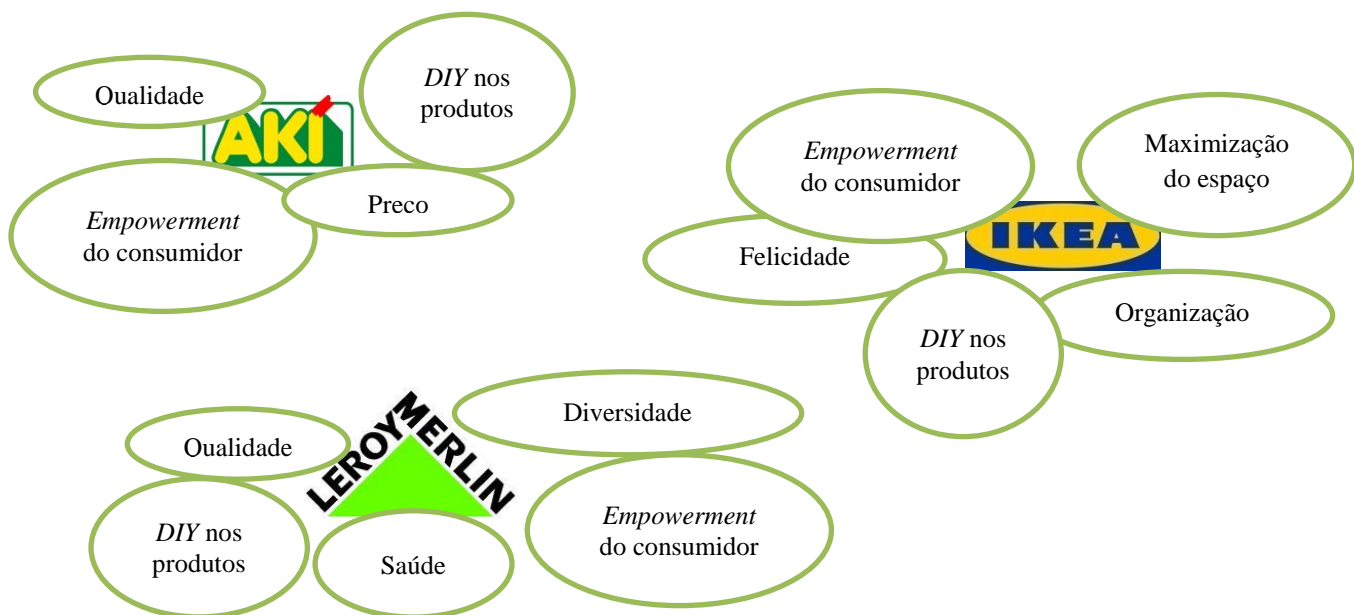 Oualidade
AKI
DIY nos
produtos
Empowerment
do consumidor
Preco
Empowerment
do consumidor
Maximização
do espaço
Felicidade
IKEA
DIY nos
produtos
Organização
Oualidade
LEROY MERLIN
Diversidade
DIY nos
produtos
Saúde
Empowerment
do consumidor